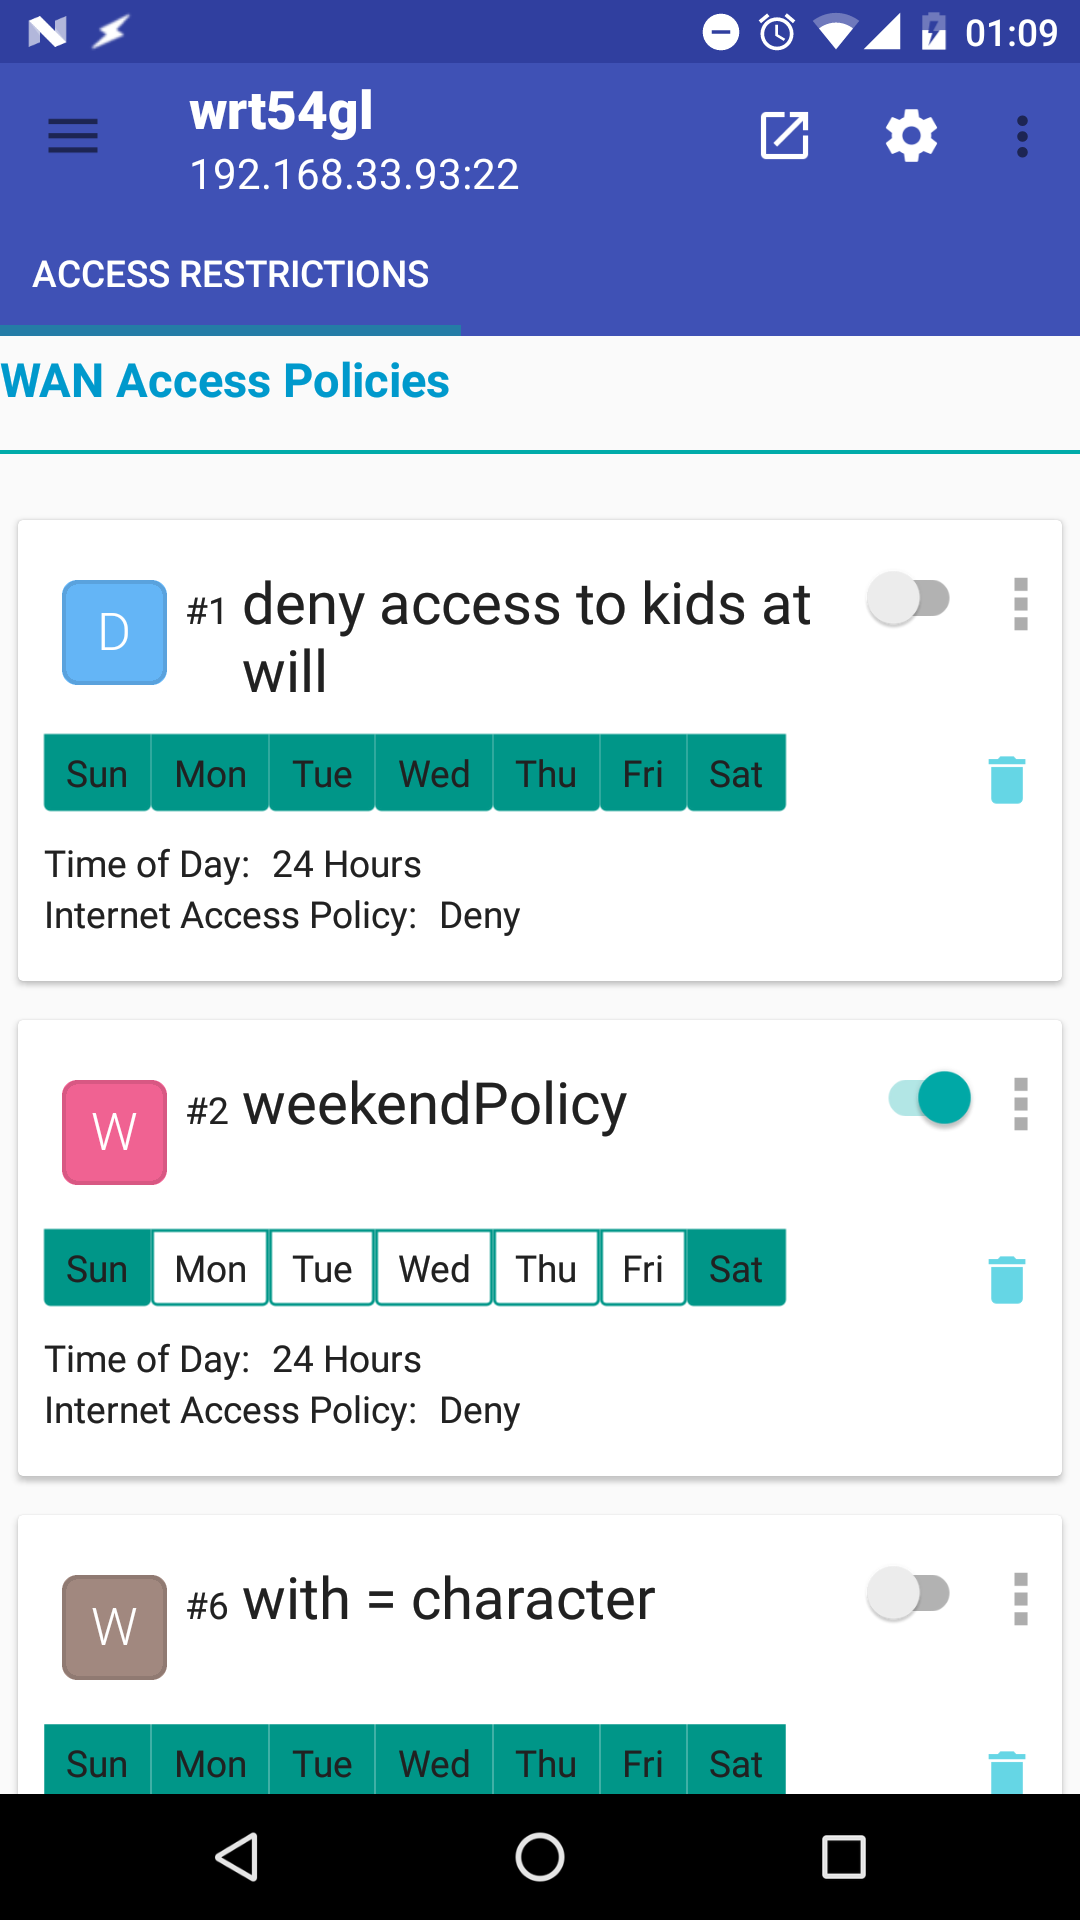 01:09
wrt54gl
192.168.33.93:22
ACCESS RESTRICTIONS
WAN Access Policies
D #1 deny access to kids at
will
Sun Mon Tue Wed Thu Fri Sat
Time of Day: 24 Hours
Internet Access Policy: Deny
W #2 weekendPolicy
Sun Mon Tue Wed Thu Fri Sat
Time of Day: 24 Hours
Internet Access Policy: Deny
W #6 with = character
Sun Mon Tue Wed Thu Fri Sat